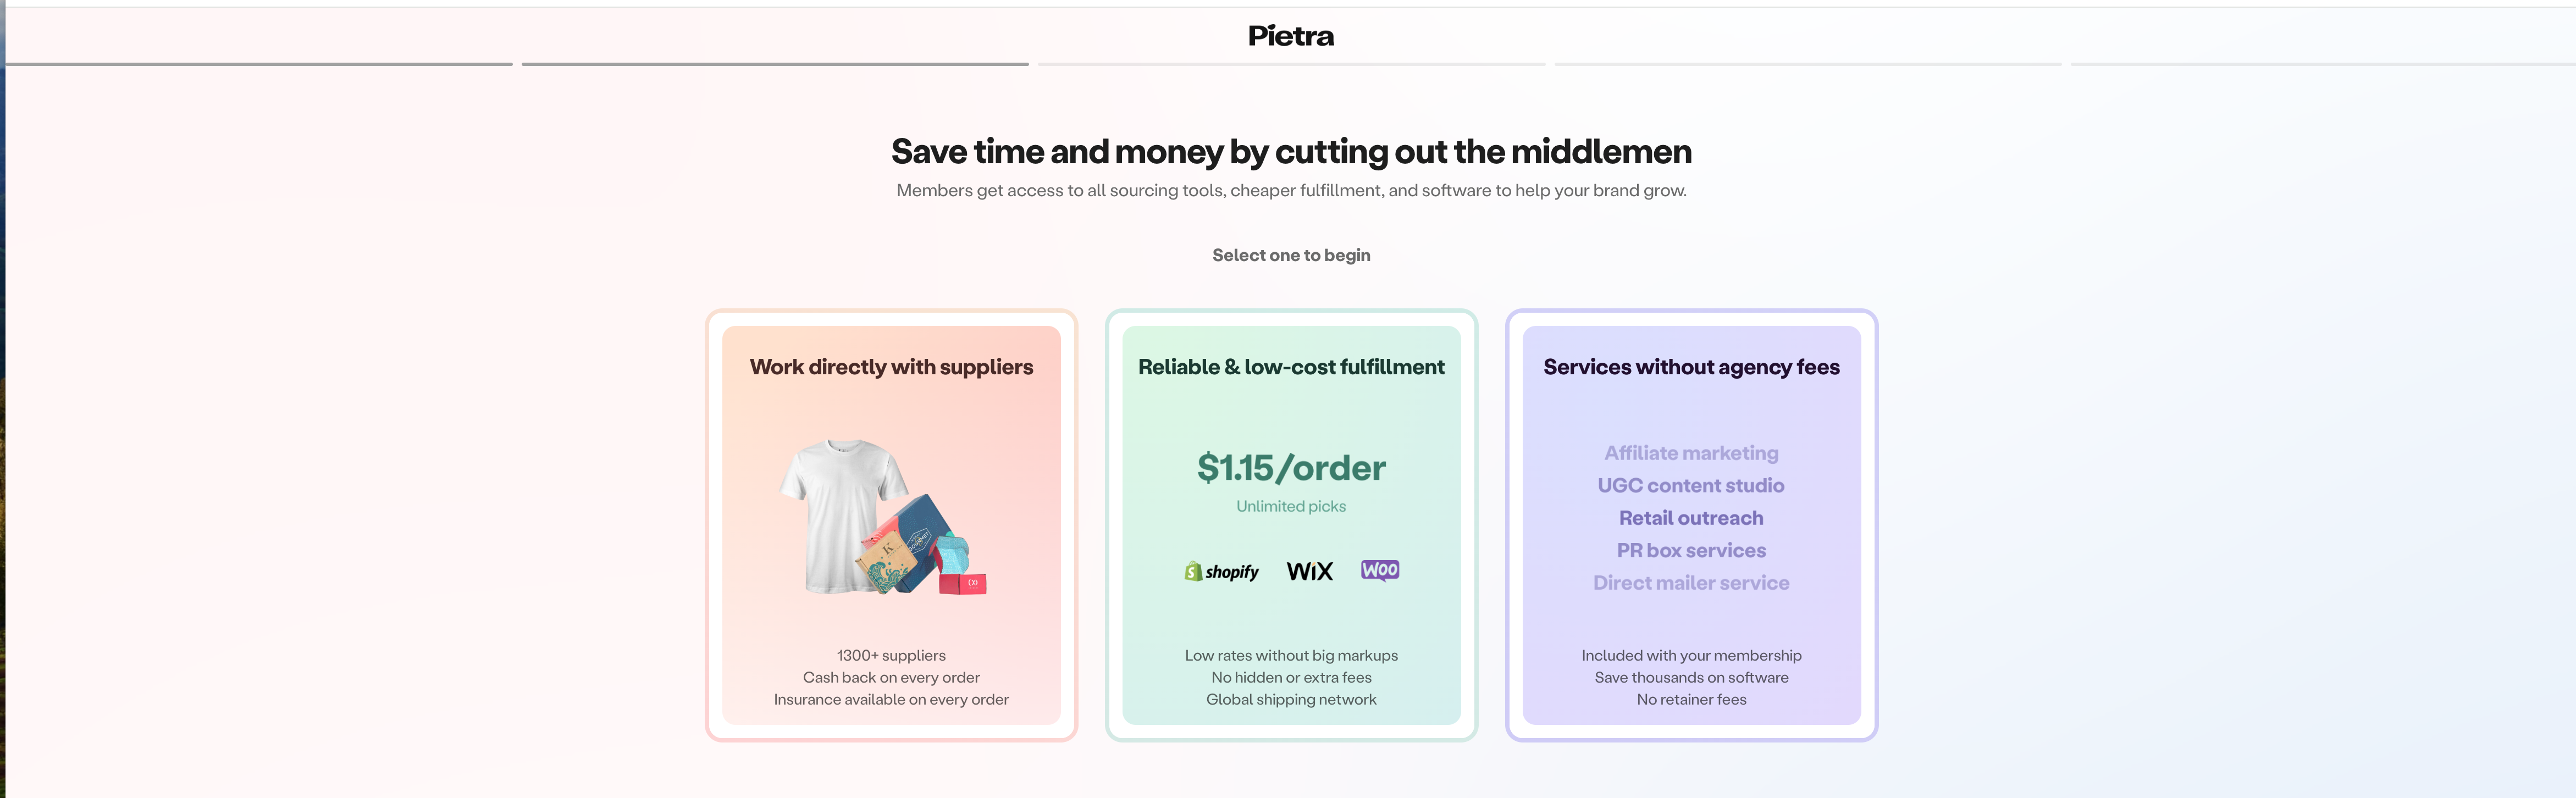 Pietra
Save time and money by cutting out the middlemen
Members get access to all sourcing tools, cheaper fulfillment, and software to help your brand grow.
Select one to begin
Work directly with suppliers
K
1300+ suppliers
Cash back on every order
Insurance available on every order
Reliable & low-cost fulfillment
$1.15/order
Unlimited picks
shopify WiX WOO
Low rates without big markups
No hidden or extra fees
Global shipping network
Services without agency fees
Affiliate marketing
UGC content studio
Retail outreach
PR box services
Direct mailer service
Included with your membership
Save thousands on software
No retainer fees